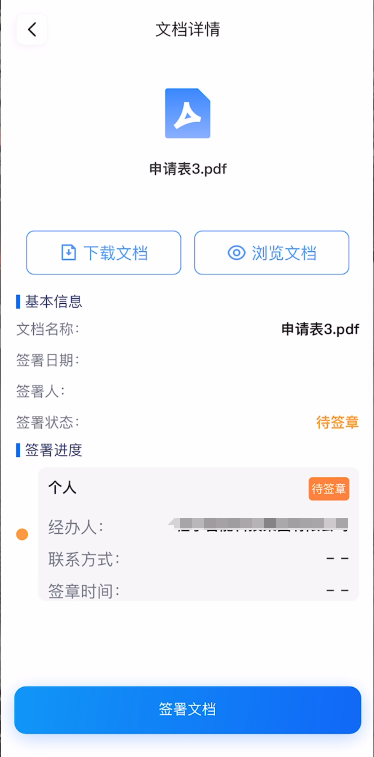 文档详情
申请表3.pdf
下载文档 浏览文档
基本信息
文档名称： 申请表3.pdf
签署日期：
签署人：
签署状态： 待签章
签署进度
个人 待签章
经办人：
联系方式： - -
签章时间： - -
签署文档